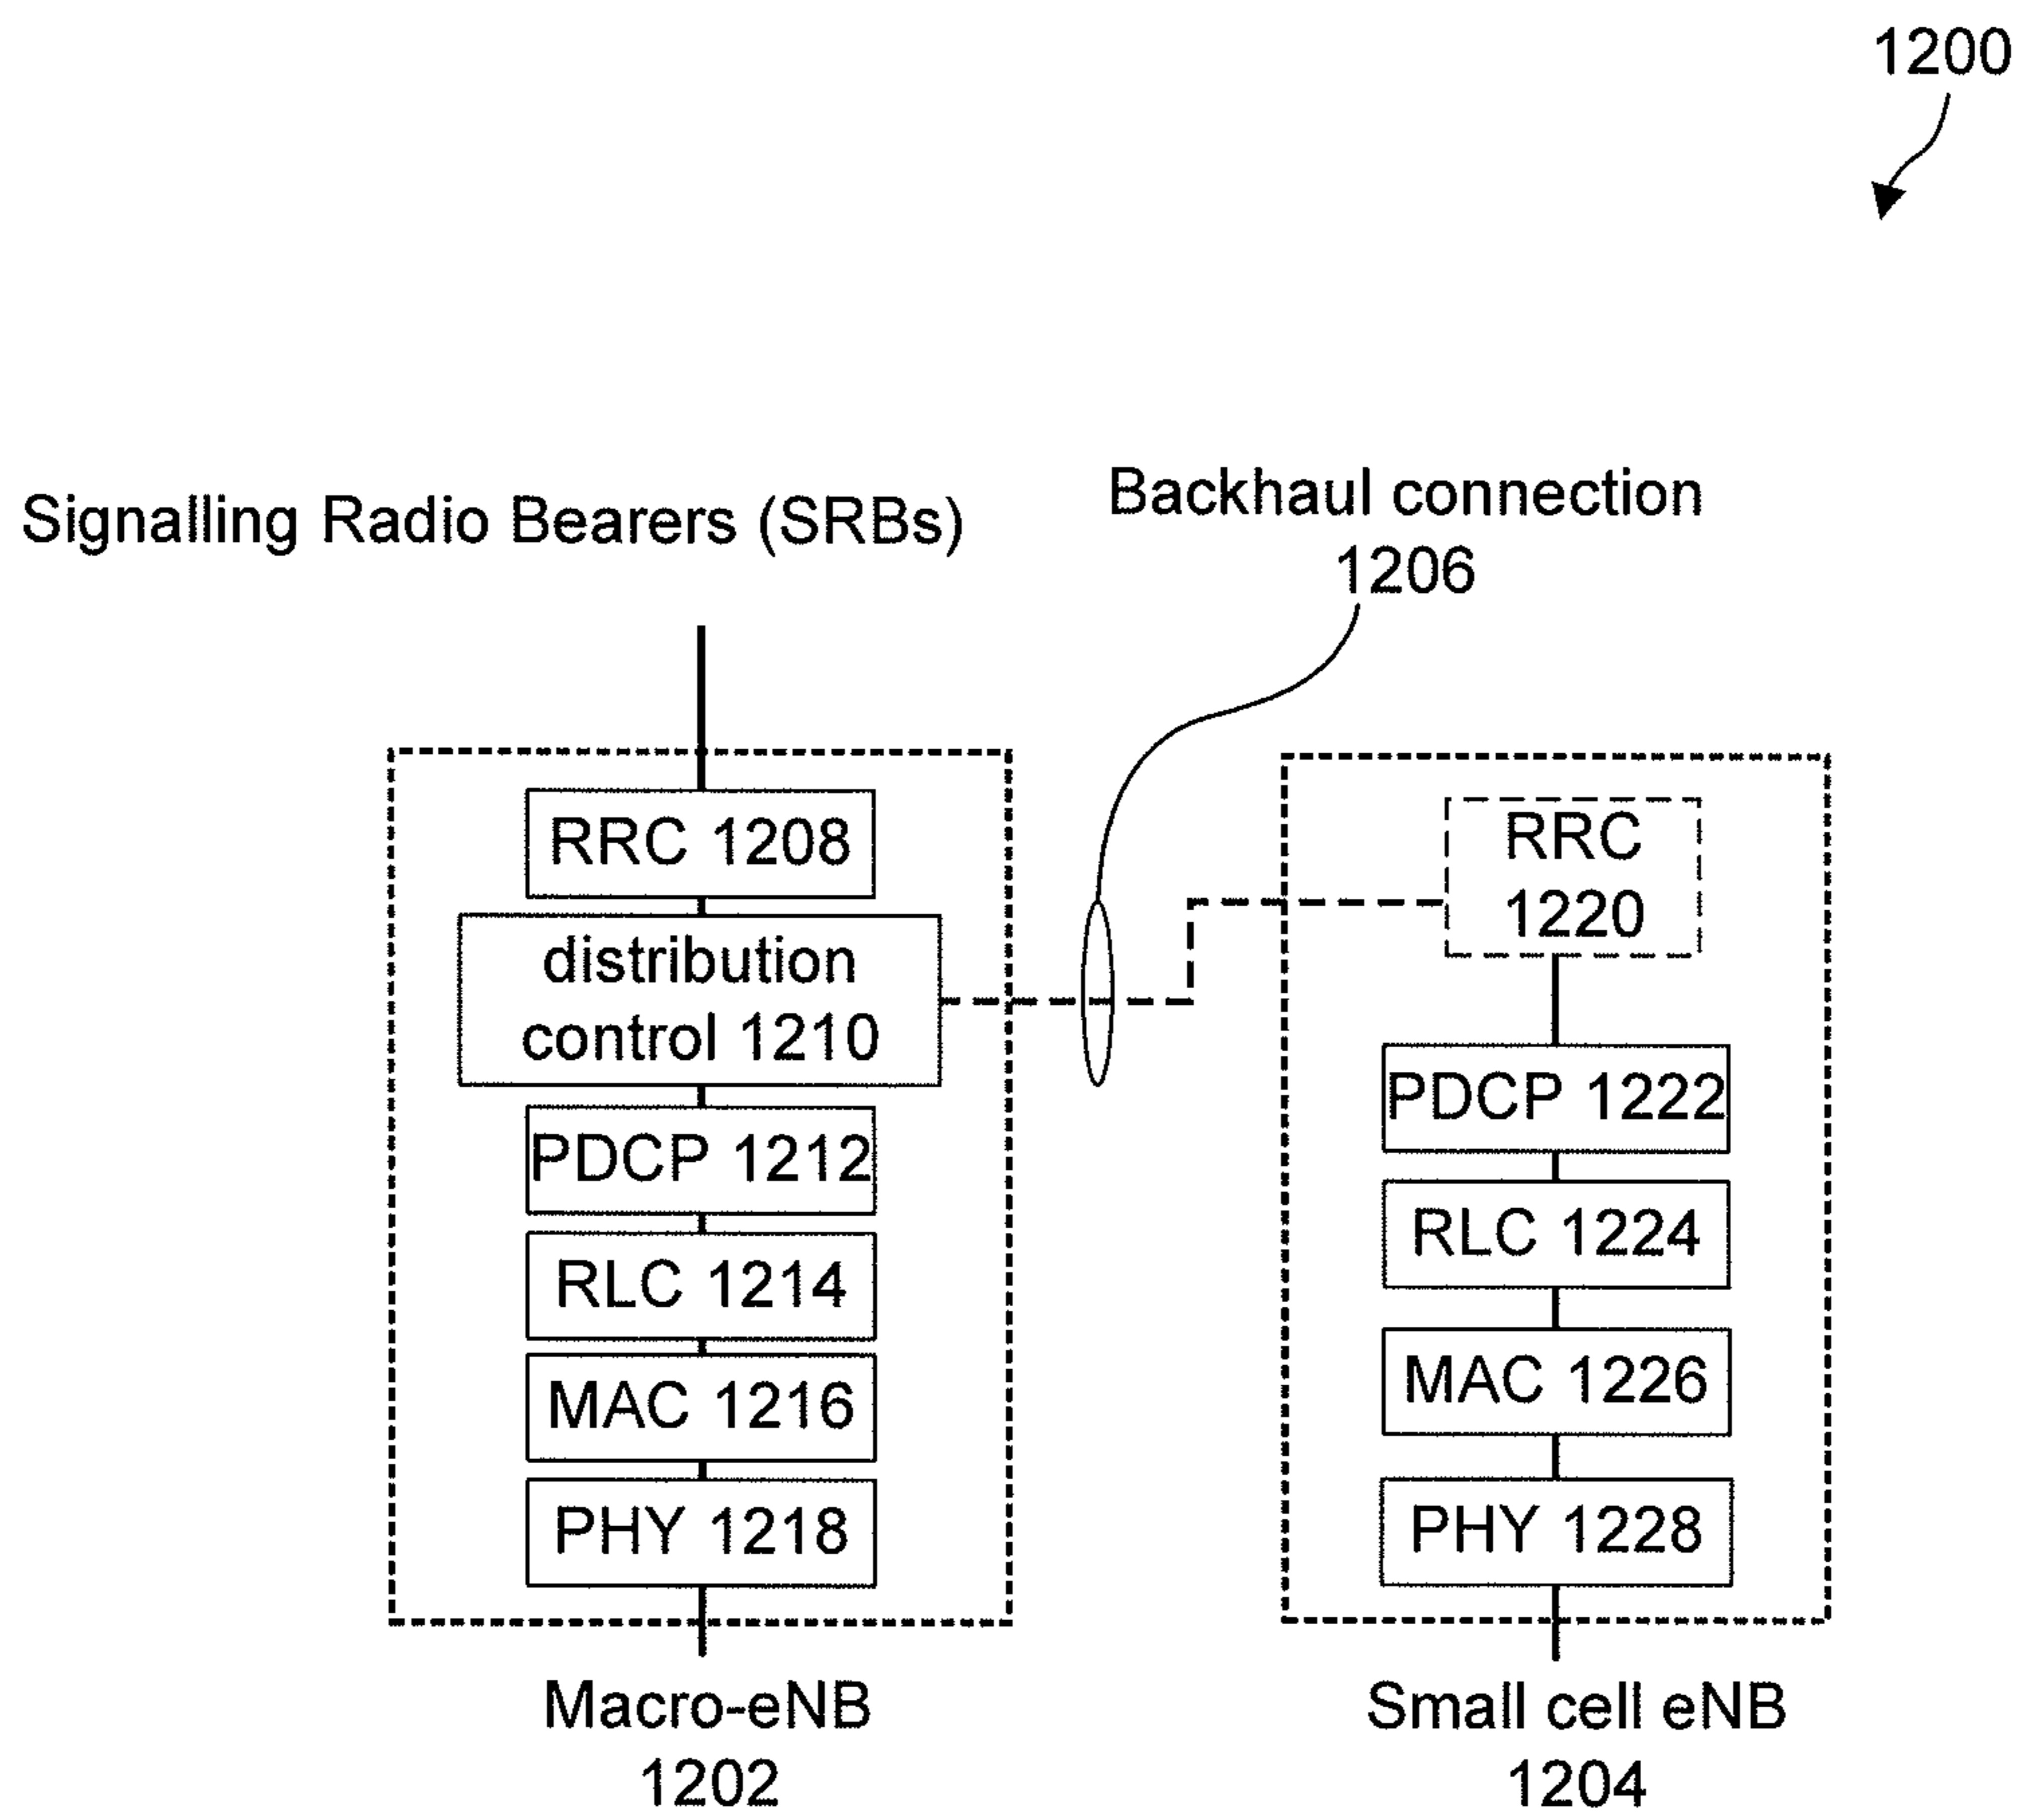 1200
Signalling Radio Bearers (SRBs)
Backhaul connection
1206
RRC 1208
distribution
control 1210
PDCP 1212
RLC 1214
MAC 1216
PHY 1218
Macro-eNB
1202
RRC
1220
PDCP 1222
RLC 1224
MAC 1226
PHY 1228
Small cell eNB
1204